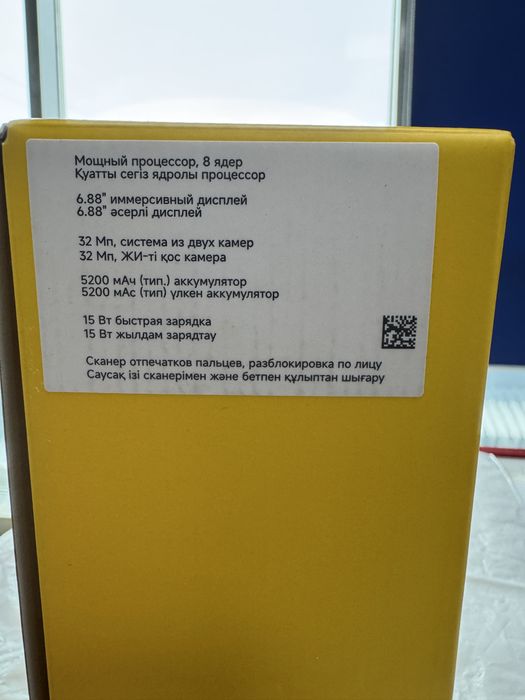 Мощный процессор, 8 ядер
Қуатты сегіз ядролы процессор
6.88" иммерсивный дисплей
6.88" әсерлі дисплей
32 Мп, система из двух камер
32 Мп, ЖИ-ті қос камера
5200 мАч (тип.) аккумулятор
5200 мАс (тип) үлкен аккумулятор
15 Вт быстрая зарядка
15 Вт жылдам зарядтау
Сканер отпечатков пальцев, разблокировка по лицу
Саусақ ізі сканерімен және бетпен құлыптан шығару